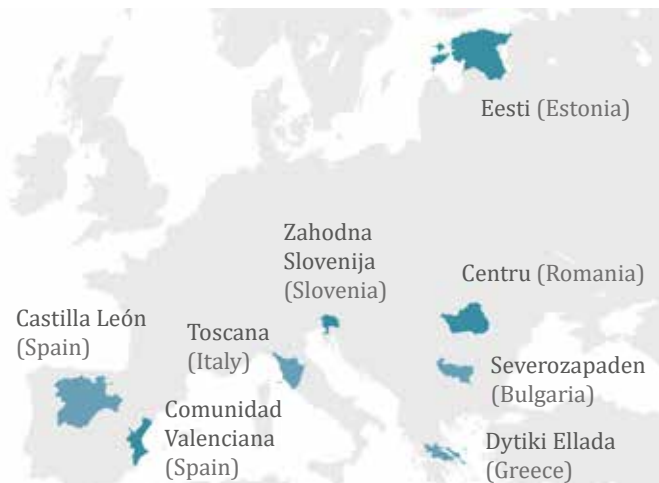 Eesti (Estonia)
Zahodna
Slovenija
(Slovenia)
Centru (Romania)
Castilla León
(Spain)
Toscana
(Italy)
Severozapaden
(Bulgaria)
Comunidad
Valenciana
(Spain)
Dytiki Ellada
(Greece)